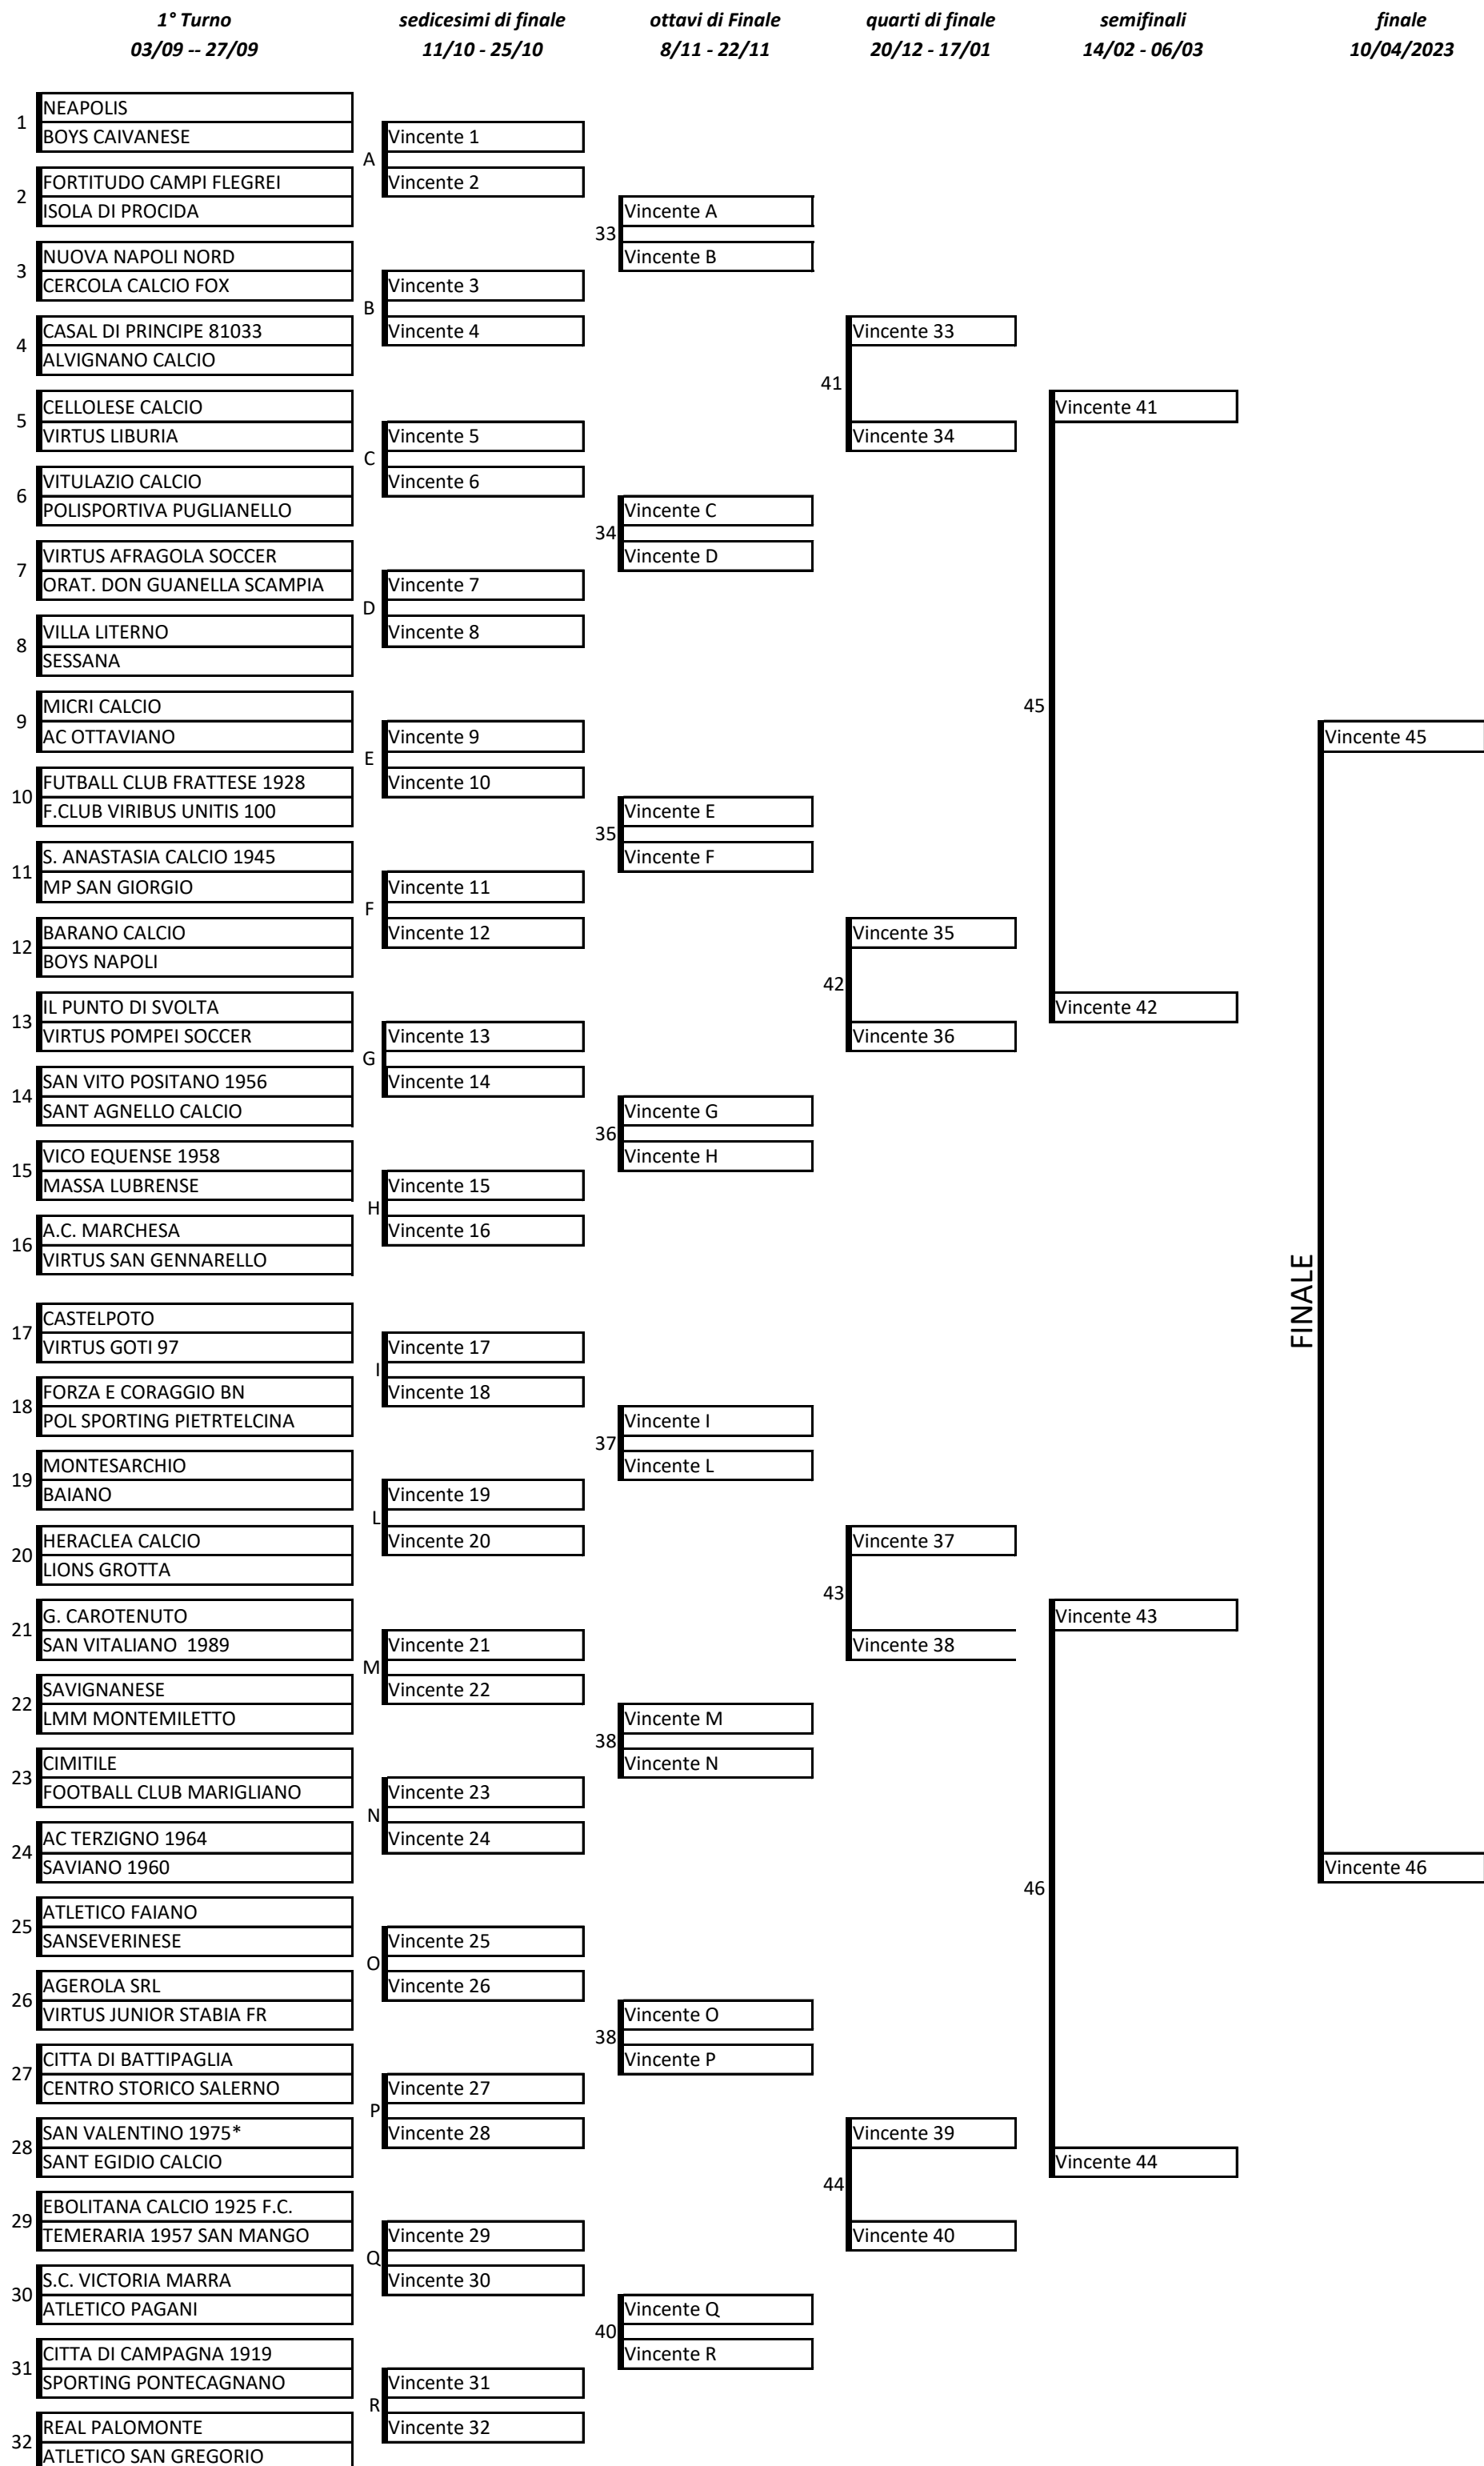 1° Turno sedicesimi di finale ottavi di Finale quarti di finale semifinali finale
03/09 -- 27/09 11/10 - 25/10 8/11 - 22/11 20/12 - 17/01 14/02 - 06/03 10/04/2023
1
NEAPOLIS
BOYS CAIVANESE
2
FORTITUDO CAMPI FLEGREI
ISOLA DI PROCIDA
3
NUOVA NAPOLI NORD
CERCOLA CALCIO FOX
4
CASAL DI PRINCIPE 81033
ALVIGNANO CALCIO
5
CELLOLESE CALCIO
VIRTUS LIBURIA
6
VITULAZIO CALCIO
POLISPORTIVA PUGLIANELLO
7
VIRTUS AFRAGOLA SOCCER
ORAT. DON GUANELLA SCAMPIA
8
VILLA LITERNO
SESSANA
9
MICRI CALCIO
AC OTTAVIANO
10
FUTBALL CLUB FRATTESE 1928
F.CLUB VIRIBUS UNITIS 100
11
S. ANASTASIA CALCIO 1945
MP SAN GIORGIO
12
BARANO CALCIO
BOYS NAPOLI
13
IL PUNTO DI SVOLTA
VIRTUS POMPEI SOCCER
14
SAN VITO POSITANO 1956
SANT AGNELLO CALCIO
15
VICO EQUENSE 1958
MASSA LUBRENSE
16
A.C. MARCHESA
VIRTUS SAN GENNARELLO
17
CASTELPOTO
VIRTUS GOTI 97
18
FORZA E CORAGGIO BN
POL SPORTING PIETRTELCINA
19
MONTESARCHIO
BAIANO
20
HERACLEA CALCIO
LIONS GROTTA
21
G. CAROTENUTO
SAN VITALIANO  1989
22
SAVIGNANESE
LMM MONTEMILETTO
23
CIMITILE
FOOTBALL CLUB MARIGLIANO
24
AC TERZIGNO 1964
SAVIANO 1960
25
ATLETICO FAIANO
SANSEVERINESE
26
AGEROLA SRL
VIRTUS JUNIOR STABIA FR
27
CITTA DI BATTIPAGLIA
CENTRO STORICO SALERNO
28
SAN VALENTINO 1975*
SANT EGIDIO CALCIO
29
EBOLITANA CALCIO 1925 F.C.
TEMERARIA 1957 SAN MANGO
30
S.C. VICTORIA MARRA
ATLETICO PAGANI
31
CITTA DI CAMPAGNA 1919
SPORTING PONTECAGNANO
32
REAL PALOMONTE
ATLETICO SAN GREGORIO
A
Vincente 1
Vincente 2
B
Vincente 3
Vincente 4
C
Vincente 5
Vincente 6
D
Vincente 7
Vincente 8
E
Vincente 9
Vincente 10
F
Vincente 11
Vincente 12
G
Vincente 13
Vincente 14
H
Vincente 15
Vincente 16
I
Vincente 17
Vincente 18
L
Vincente 19
Vincente 20
M
Vincente 21
Vincente 22
N
Vincente 23
Vincente 24
O
Vincente 25
Vincente 26
P
Vincente 27
Vincente 28
Q
Vincente 29
Vincente 30
R
Vincente 31
Vincente 32
33
Vincente A
Vincente B
34
Vincente C
Vincente D
35
Vincente E
Vincente F
36
Vincente G
Vincente H
37
Vincente I
Vincente L
38
Vincente M
Vincente N
38
Vincente O
Vincente P
40
Vincente Q
Vincente R
41
Vincente 33
Vincente 34
42
Vincente 35
Vincente 36
43
Vincente 37
Vincente 38
44
Vincente 39
Vincente 40
45
Vincente 41
Vincente 42
46
Vincente 43
Vincente 44
FINALE
Vincente 45
Vincente 46